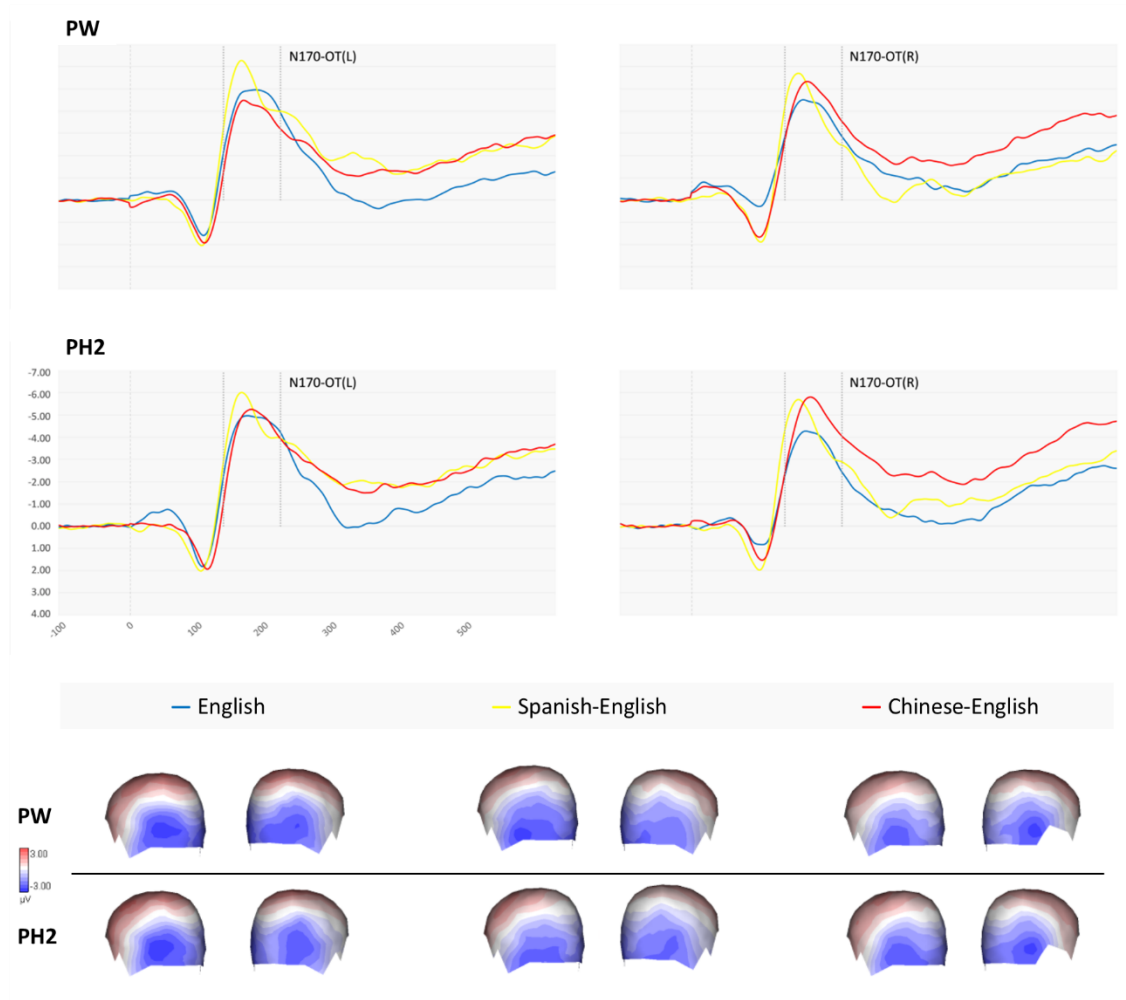 PW
N170-OT(L)
N170-OT(R)
PH2
N170-OT(L)
N170-OT(R)
-7.00
-6.00
-5.00
-4.00
-3.00
-2.00
-1.00
0.00
1.00
2.00
3.00
4.00
-100
0
100
200
300
400
500
English
Spanish-English
Chinese-English
PW
3.00
-3.00
μV
PH2